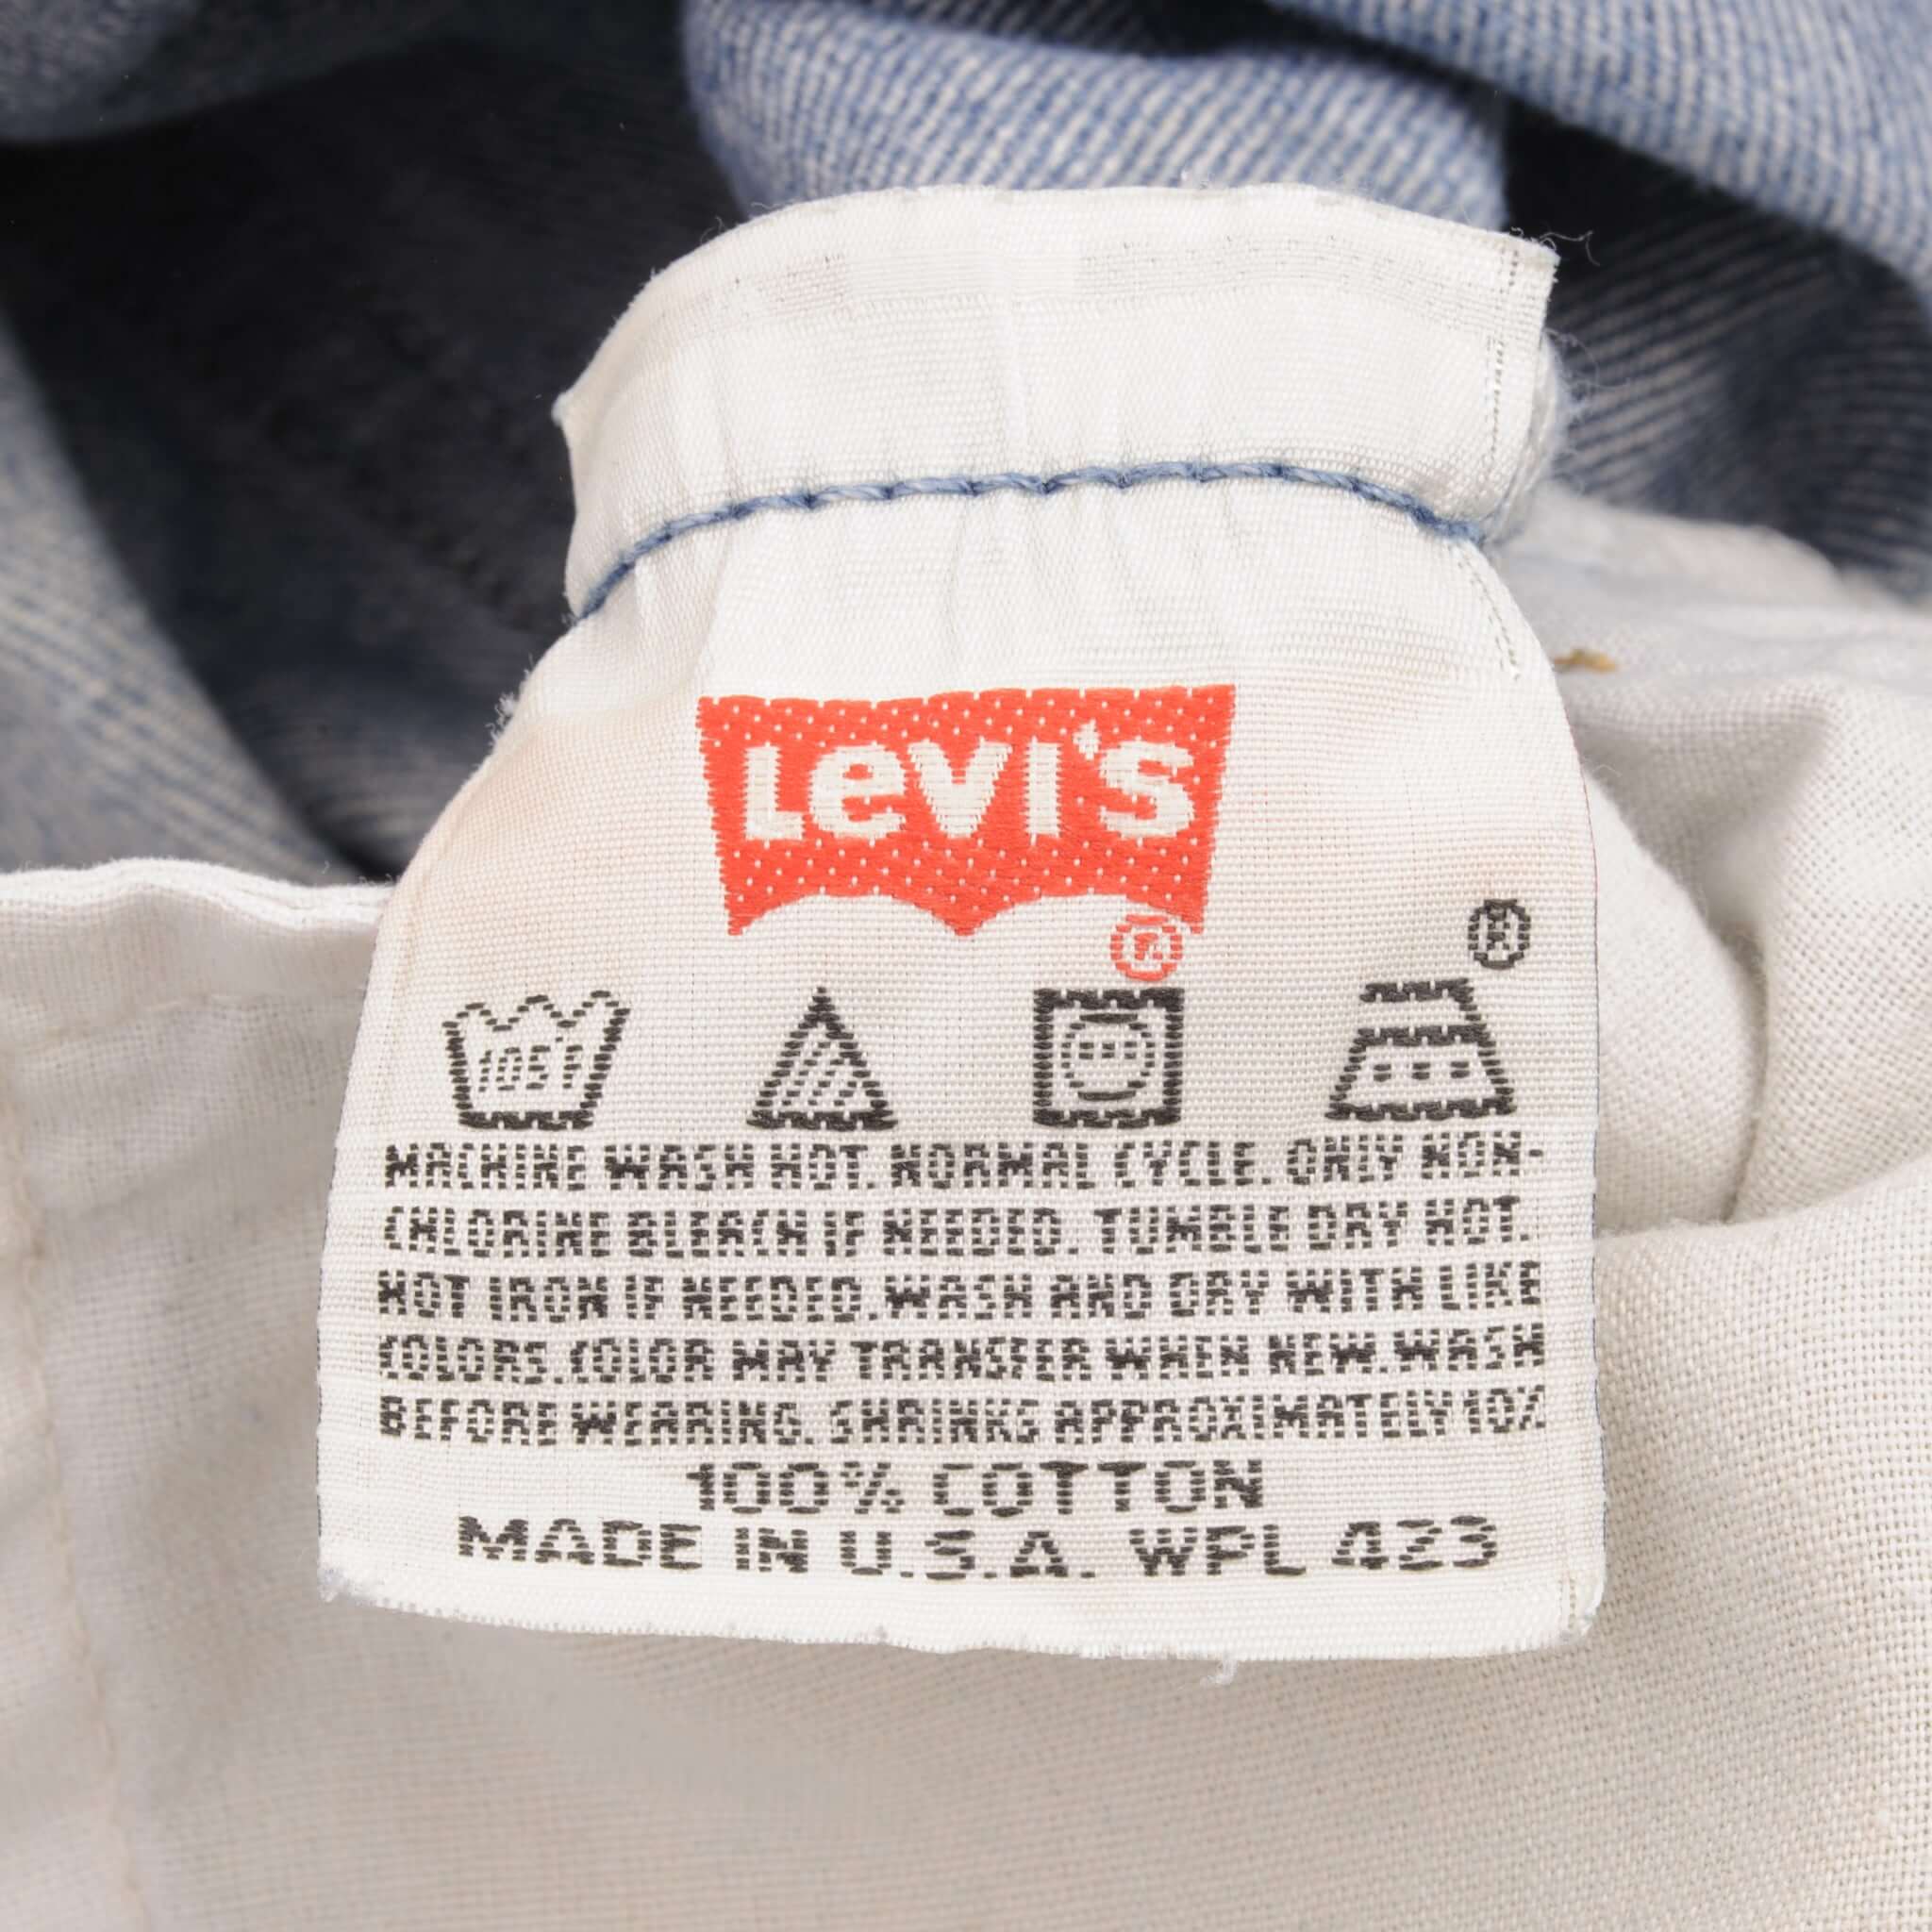 LEVI'S
®
®
105°F
MACHINE WASH HOT. NORMAL CYCLE. ONLY NON-
CHLORINE BLEACH IF NEEDED. TUMBLE DRY HOT.
HOT IRON IF NEEDED. WASH AND DRY WITH LIKE
COLORS. COLOR MAY TRANSFER WHEN NEW. WASH
BEFORE WEARING. SHRINKS APPROXIMATELY 10%
100% COTTON
MADE IN U.S.A. WPL 423